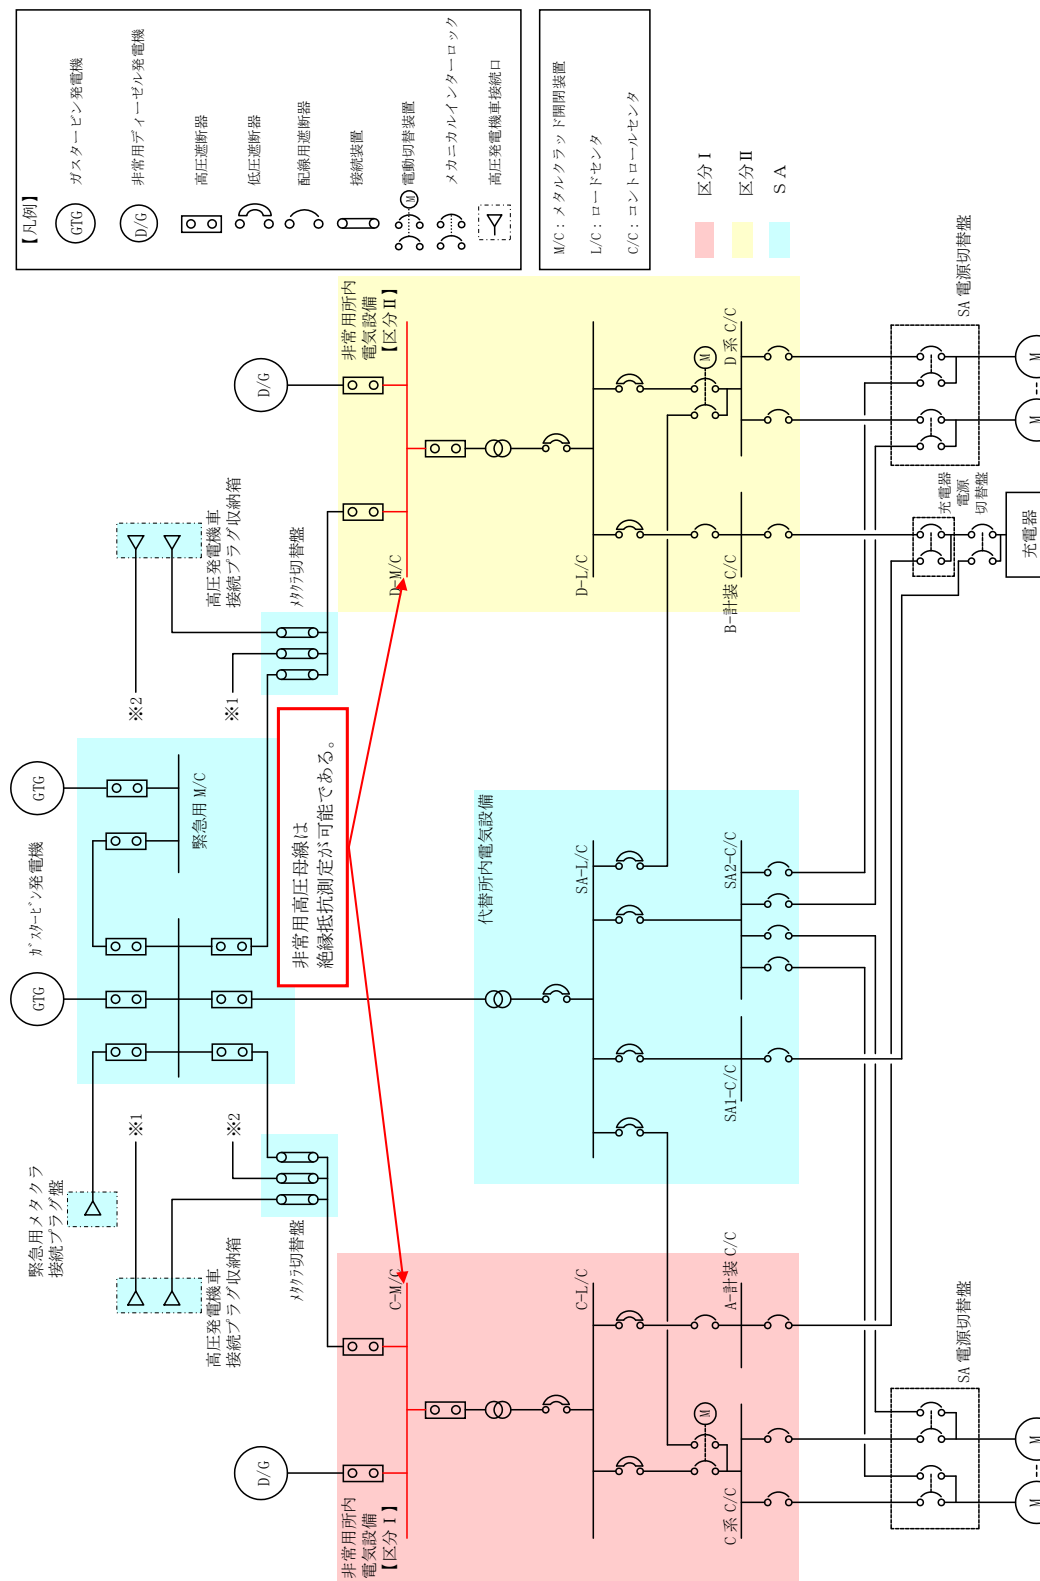 【凡例】
GTG
ガスタービン発電機
D/G
非常用ディーゼル発電機
高圧遮断器
低圧遮断器
配線用遮断器
接続装置
M
電動切替装置
メカニカルインターロック
高圧発電機車接続口
M/C：メタルクラッド開閉装置
L/C：ロードセンタ
C/C：コントロールセンタ
区分Ⅰ
区分Ⅱ
ＳＡ
緊急用メタクラ
接続プラグ盤
GTG
ｶﾞｽﾀｰﾋﾞﾝ発電機
GTG
緊急用 M/C
※1
※2
高圧発電機車
接続プラグ収納箱
ﾒﾀｸﾗ切替盤
※2
※1
高圧発電機車
接続プラグ収納箱
ﾒﾀｸﾗ切替盤
D/G
D/G
非常用高圧母線は
絶縁抵抗測定が可能である。
非常用所内
電気設備
【区分Ⅰ】
C-M/C
C-L/C
M
C 系 C/C
A-計装 C/C
代替所内電気設備
SA-L/C
SA1-C/C
SA2-C/C
非常用所内
電気設備
【区分Ⅱ】
D-M/C
D-L/C
M
B-計装 C/C
D 系 C/C
SA 電源切替盤
M
M
充電器
電源
切替盤
充電器
SA 電源切替盤
M
M